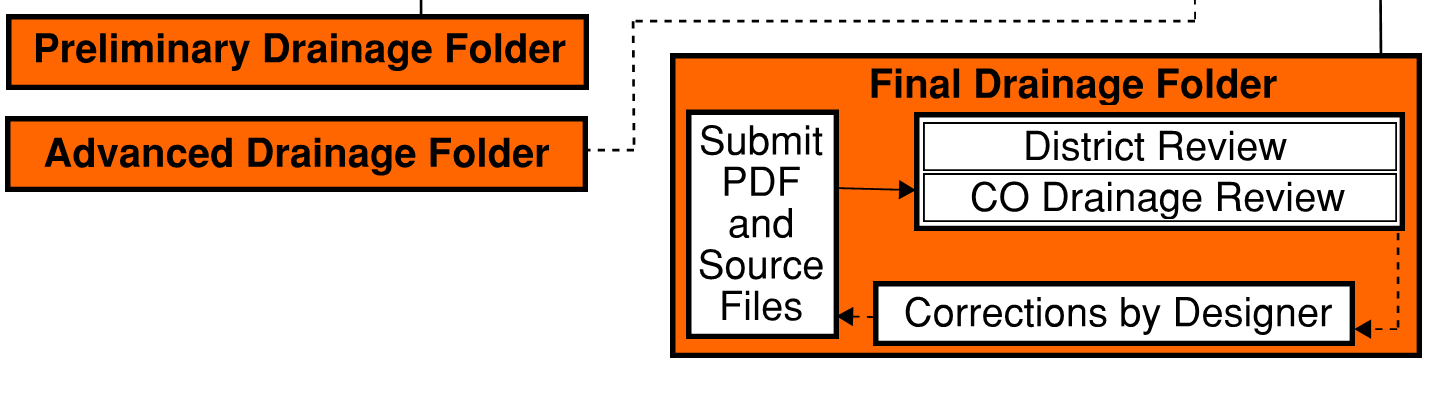 Preliminary Drainage Folder
Advanced Drainage Folder
Final Drainage Folder
Submit
PDF
and
Source
Files
District Review
CO Drainage Review
Corrections by Designer